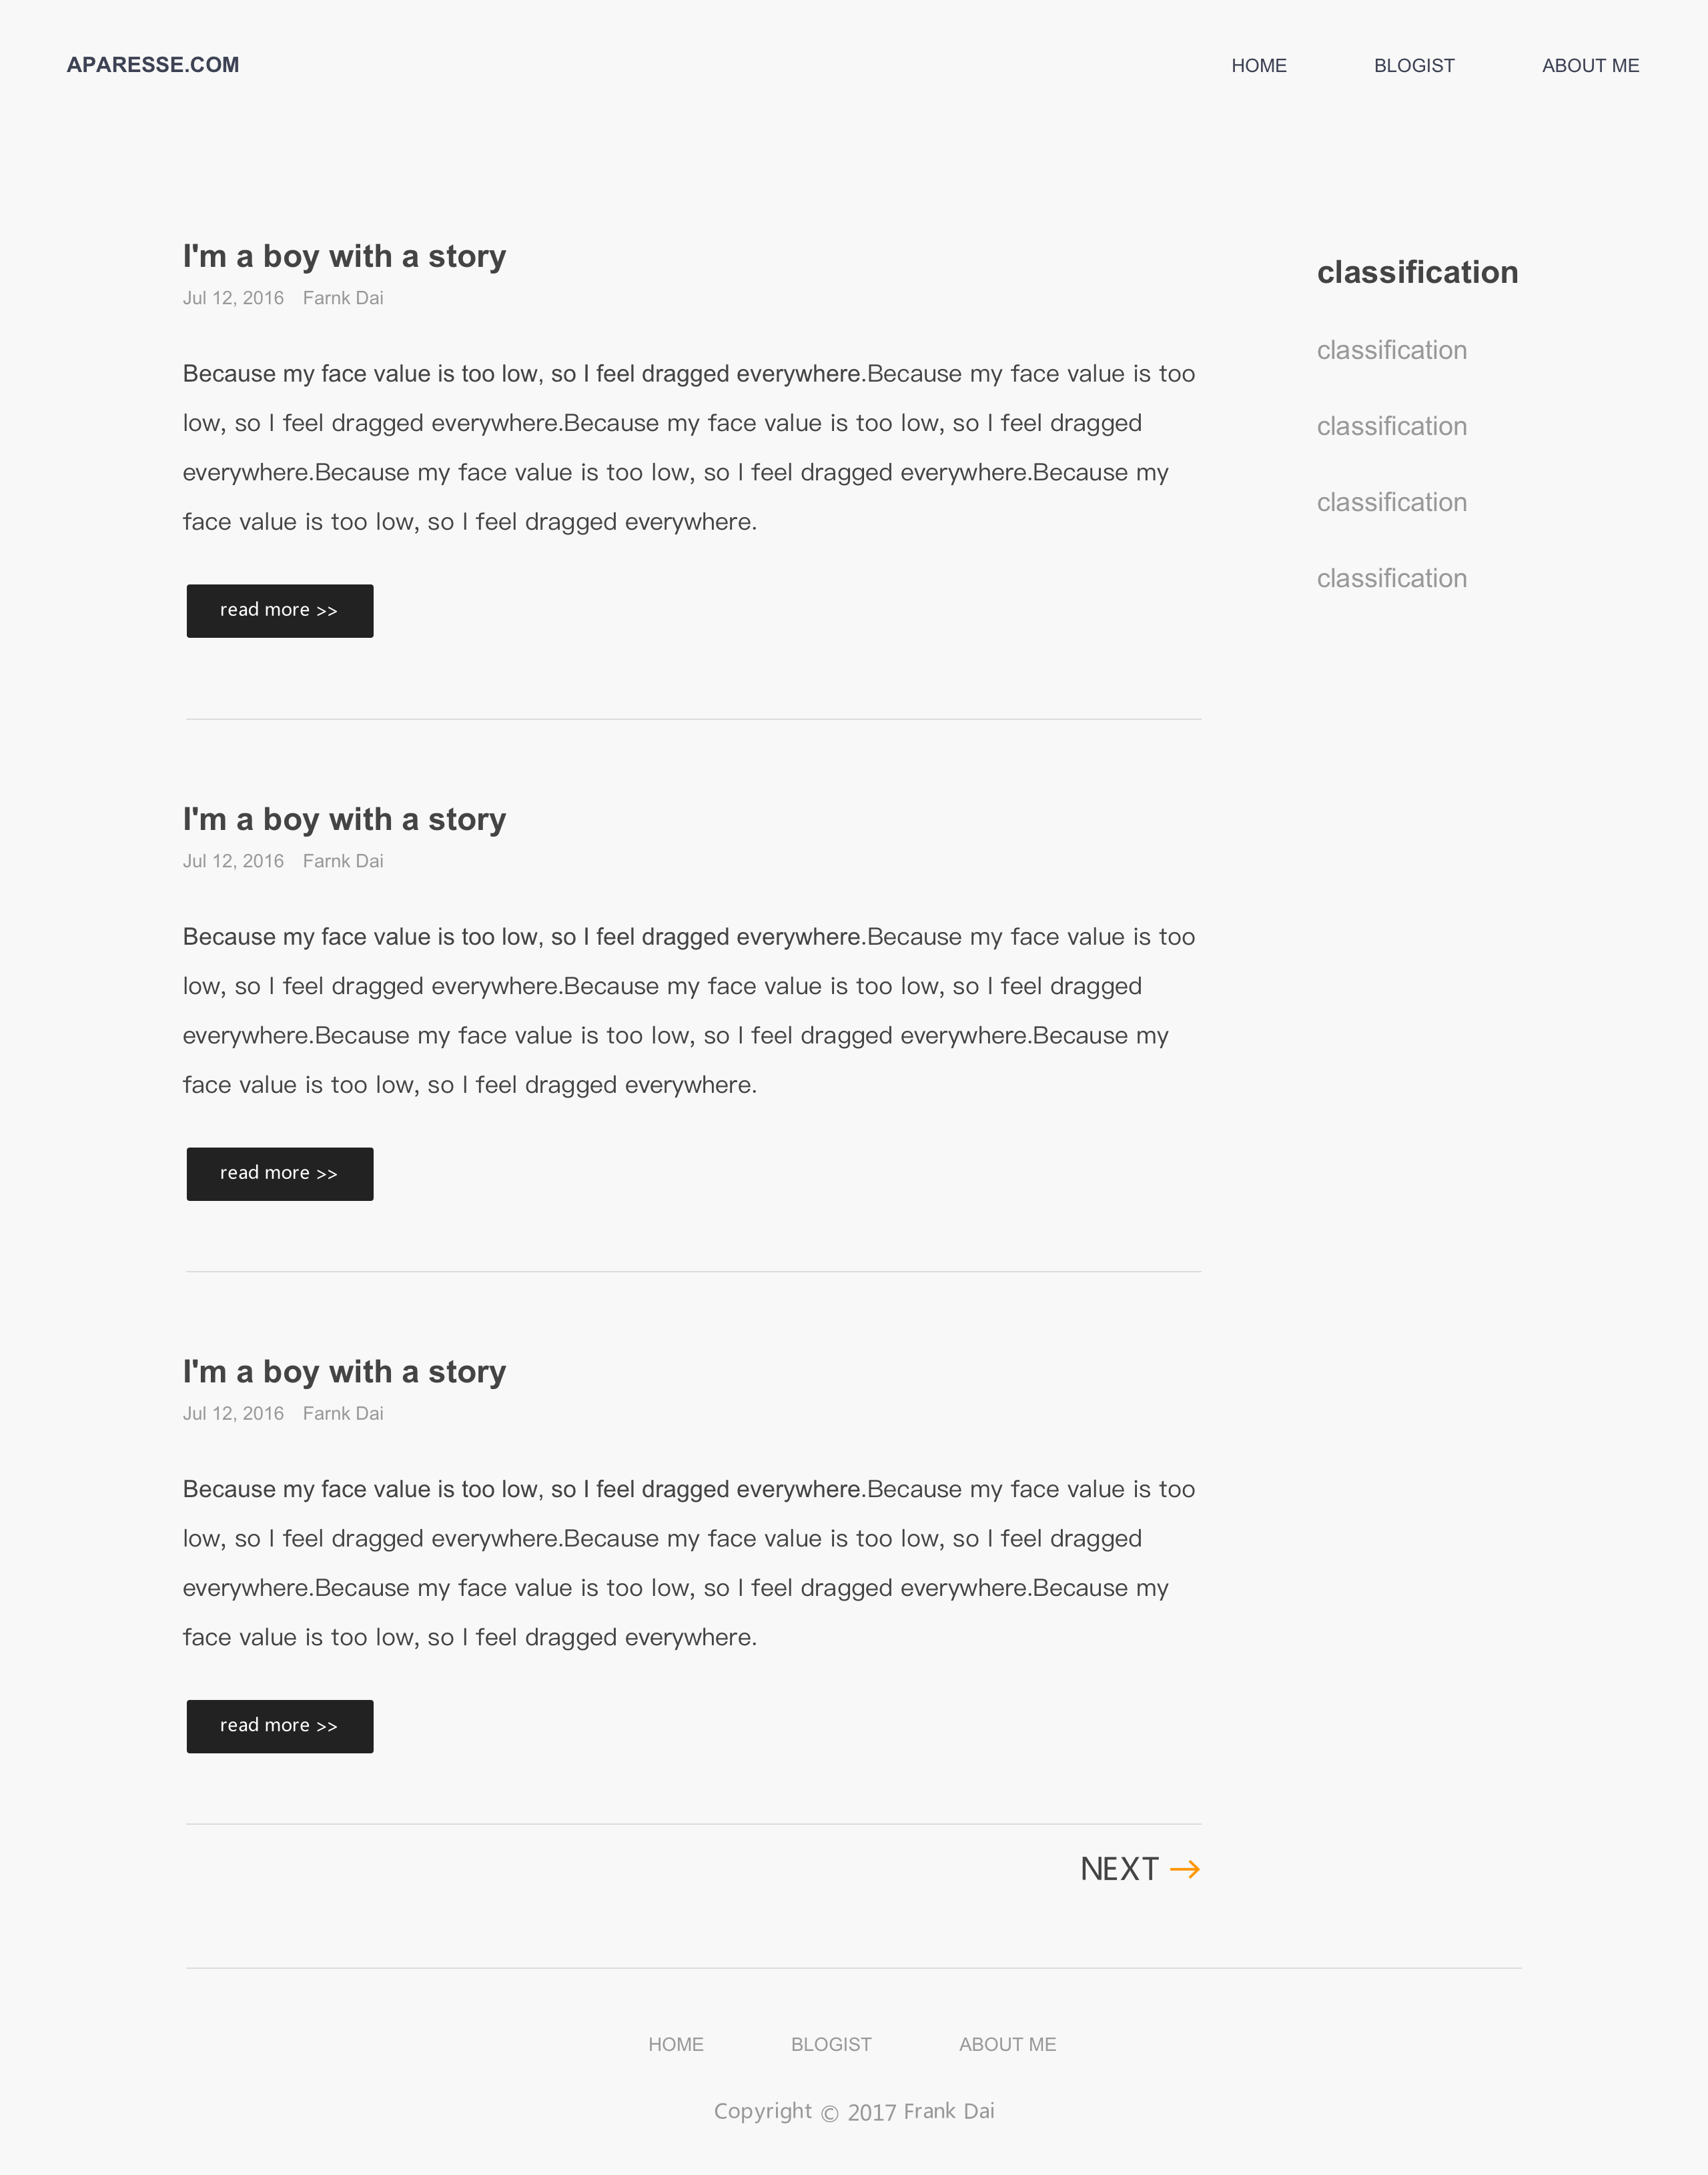 APARESSE.COM
HOME BLOGIST ABOUT ME
I'm a boy with a story
Jul 12, 2016 Farnk Dai
Because my face value is too low, so I feel dragged everywhere.Because my face value is too
low, so I feel dragged everywhere.Because my face value is too low, so I feel dragged
everywhere.Because my face value is too low, so I feel dragged everywhere.Because my
face value is too low, so I feel dragged everywhere.
read more >>
classification
classification
classification
classification
classification
I'm a boy with a story
Jul 12, 2016 Farnk Dai
Because my face value is too low, so I feel dragged everywhere.Because my face value is too
low, so I feel dragged everywhere.Because my face value is too low, so I feel dragged
everywhere.Because my face value is too low, so I feel dragged everywhere.Because my
face value is too low, so I feel dragged everywhere.
read more >>
I'm a boy with a story
Jul 12, 2016 Farnk Dai
Because my face value is too low, so I feel dragged everywhere.Because my face value is too
low, so I feel dragged everywhere.Because my face value is too low, so I feel dragged
everywhere.Because my face value is too low, so I feel dragged everywhere.Because my
face value is too low, so I feel dragged everywhere.
read more >>
NEXT →
HOME BLOGIST ABOUT ME
Copyright © 2017 Frank Dai